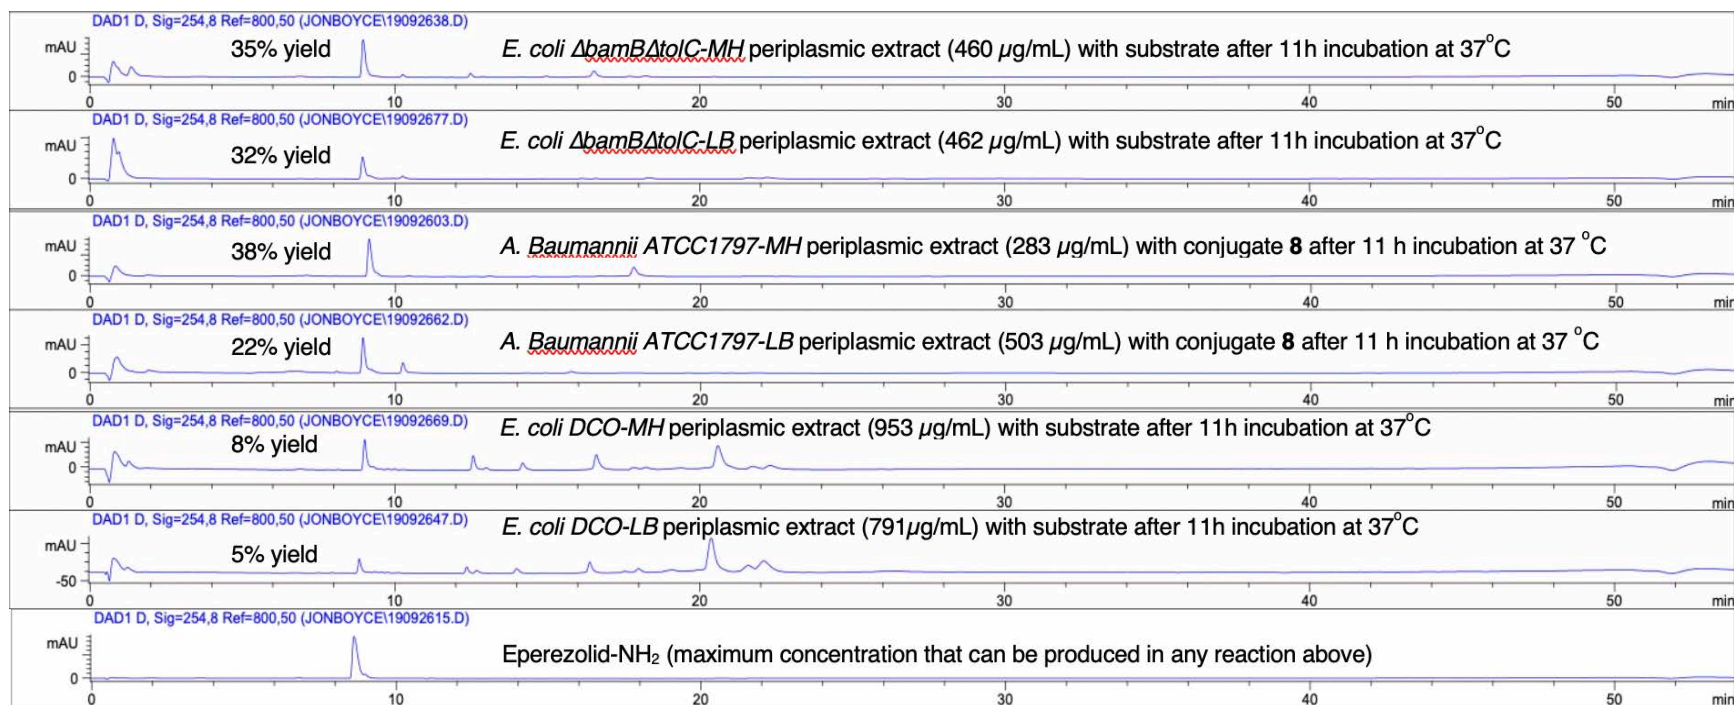 DAD1 D, Sig=254,8 Ref=800,50 (JONBOYCE\19092638.D)
mAU
35% yield
E. coli ΔbamBΔtolC-MH periplasmic extract (460 µg/mL) with substrate after 11h incubation at 37°C
0
0 10 20 30 40 50 min
DAD1 D, Sig=254,8 Ref=800,50 (JONBOYCE\19092677.D)
mAU
32% yield
E. coli ΔbamBΔtolC-LB periplasmic extract (462 µg/mL) with substrate after 11h incubation at 37°C
0
0 10 20 30 40 50 min
DAD1 D, Sig=254,8 Ref=800,50 (JONBOYCE\19092603.D)
mAU
38% yield
A. Baumannii ATCC1797-MH periplasmic extract (283 µg/mL) with conjugate 8 after 11 h incubation at 37 °C
0
0 10 20 30 40 50 min
DAD1 D, Sig=254,8 Ref=800,50 (JONBOYCE\19092662.D)
mAU
22% yield
A. Baumannii ATCC1797-LB periplasmic extract (503 µg/mL) with conjugate 8 after 11 h incubation at 37 °C
0
0 10 20 30 40 50 min
DAD1 D, Sig=254,8 Ref=800,50 (JONBOYCE\19092669.D)
mAU
8% yield
E. coli DCO-MH periplasmic extract (953 µg/mL) with substrate after 11h incubation at 37°C
0
0 10 20 30 40 50 min
DAD1 D, Sig=254,8 Ref=800,50 (JONBOYCE\19092647.D)
mAU
5% yield
E. coli DCO-LB periplasmic extract (791µg/mL) with substrate after 11h incubation at 37°C
-50
0 10 20 30 40 50 min
DAD1 D, Sig=254,8 Ref=800,50 (JONBOYCE\19092615.D)
mAU
Eperezolid-NH₂ (maximum concentration that can be produced in any reaction above)
0
0 10 20 30 40 50 min